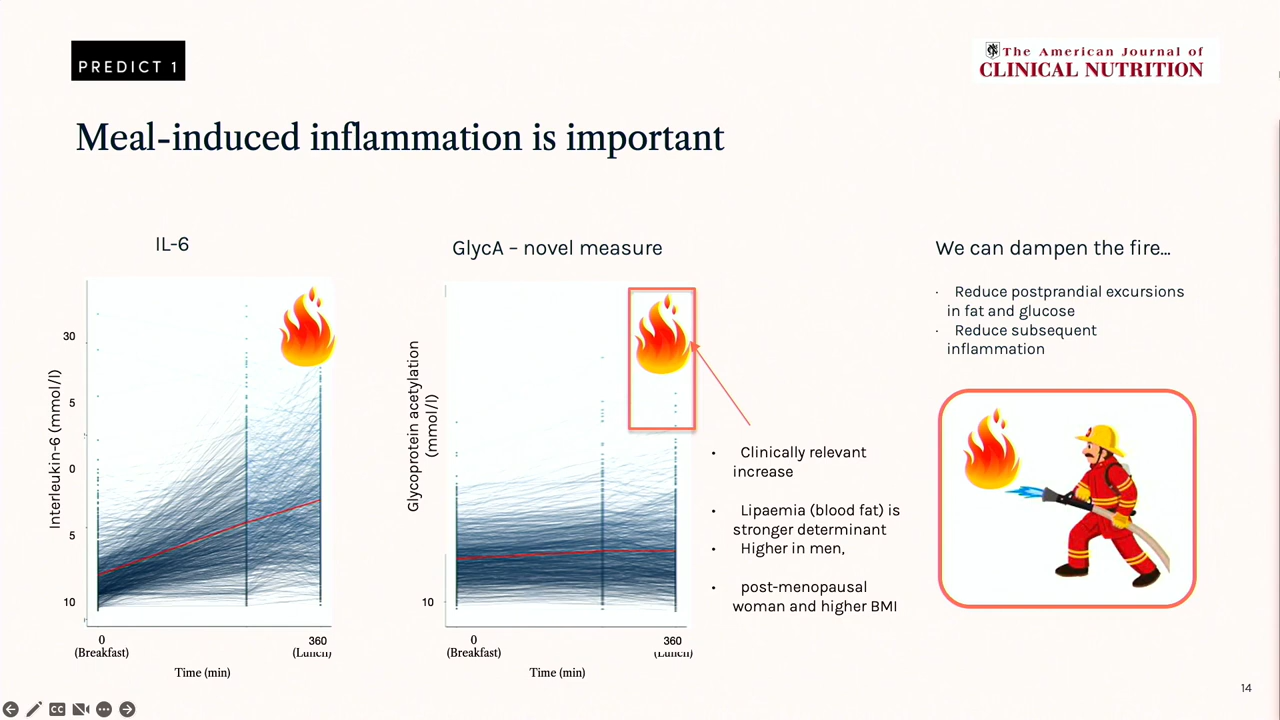 PREDICT 1
The American Journal of
CLINICAL NUTRITION
Meal-induced inflammation is important
IL-6
Interleukin-6 (mmol/l)
30
5
0
5
10
0
(Breakfast)
360
(Lunch)
Time (min)
GlycA – novel measure
Glycoprotein acetylation
(mmol/l)
10
0
(Breakfast)
360
(Lunch)
Time (min)
• Clinically relevant
increase
• Lipaemia (blood fat) is
stronger determinant
• Higher in men,
• post-menopausal
woman and higher BMI
We can dampen the fire...
· Reduce postprandial excursions
in fat and glucose
· Reduce subsequent
inflammation
14
CC